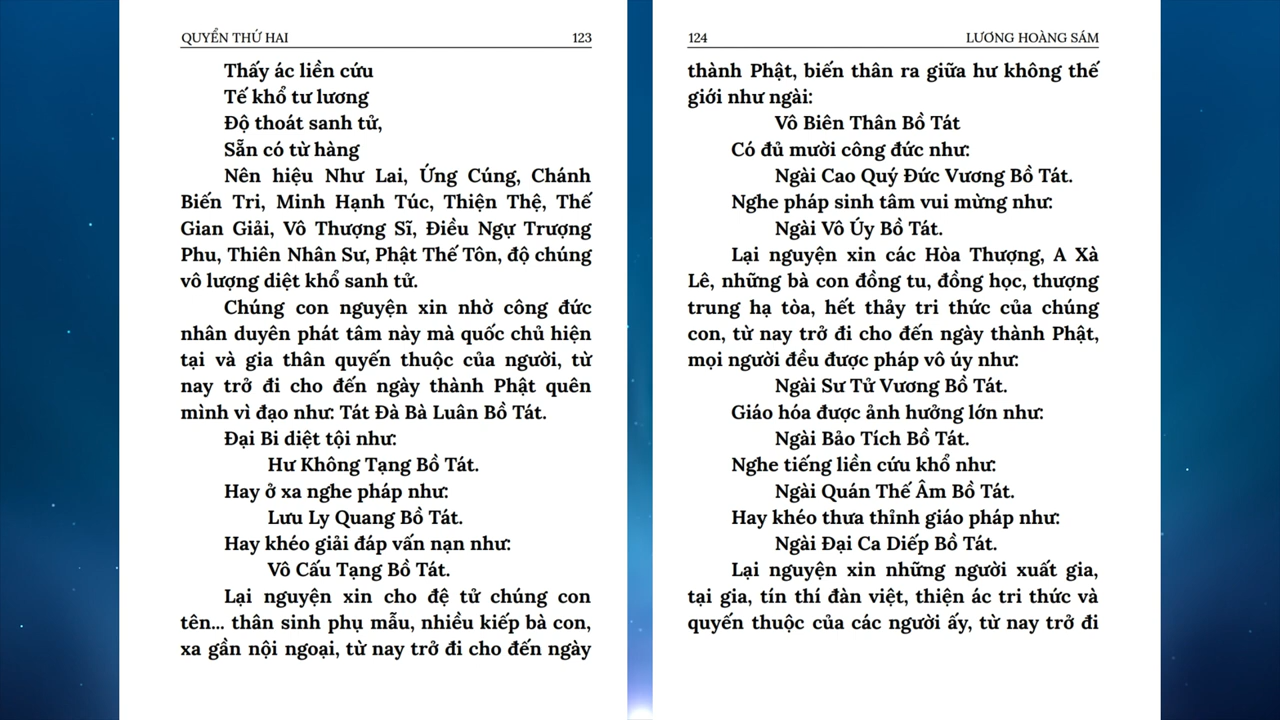 QUYỂN THỨ HAI 123
Thấy ác liền cứu
Tế khổ tư lương
Độ thoát sanh tử,
Sẵn có từ hàng
Nên hiệu Như Lai, Ứng Cúng, Chánh
Biến Tri, Minh Hạnh Túc, Thiện Thệ, Thế
Gian Giải, Vô Thượng Sĩ, Điều Ngự Trượng
Phu, Thiên Nhân Sư, Phật Thế Tôn, độ chúng
vô lượng diệt khổ sanh tử.
Chúng con nguyện xin nhờ công đức
nhân duyên phát tâm này mà quốc chủ hiện
tại và gia thân quyến thuộc của người, từ
nay trở đi cho đến ngày thành Phật quên
mình vì đạo như: Tát Đà Bà Luân Bồ Tát.
Đại Bi diệt tội như:
Hư Không Tạng Bồ Tát.
Hay ở xa nghe pháp như:
Lưu Ly Quang Bồ Tát.
Hay khéo giải đáp vấn nạn như:
Vô Cấu Tạng Bồ Tát.
Lại nguyện xin cho đệ tử chúng con
tên... thân sinh phụ mẫu, nhiều kiếp bà con,
xa gần nội ngoại, từ nay trở đi cho đến ngày
124 LƯƠNG HOÀNG SÁM
thành Phật, biến thân ra giữa hư không thế
giới như ngài:
Vô Biên Thân Bồ Tát
Có đủ mười công đức như:
Ngài Cao Quý Đức Vương Bồ Tát.
Nghe pháp sinh tâm vui mừng như:
Ngài Vô Úy Bồ Tát.
Lại nguyện xin các Hòa Thượng, A Xà
Lê, những bà con đồng tu, đồng học, thượng
trung hạ tòa, hết thảy tri thức của chúng
con, từ nay trở đi cho đến ngày thành Phật,
mọi người đều được pháp vô úy như:
Ngài Sư Tử Vương Bồ Tát.
Giáo hóa được ảnh hưởng lớn như:
Ngài Bảo Tích Bồ Tát.
Nghe tiếng liền cứu khổ như:
Ngài Quán Thế Âm Bồ Tát.
Hay khéo thưa thỉnh giáo pháp như:
Ngài Đại Ca Diếp Bồ Tát.
Lại nguyện xin những người xuất gia,
tại gia, tín thí đàn việt, thiện ác tri thức và
quyến thuộc của các người ấy, từ nay trở đi